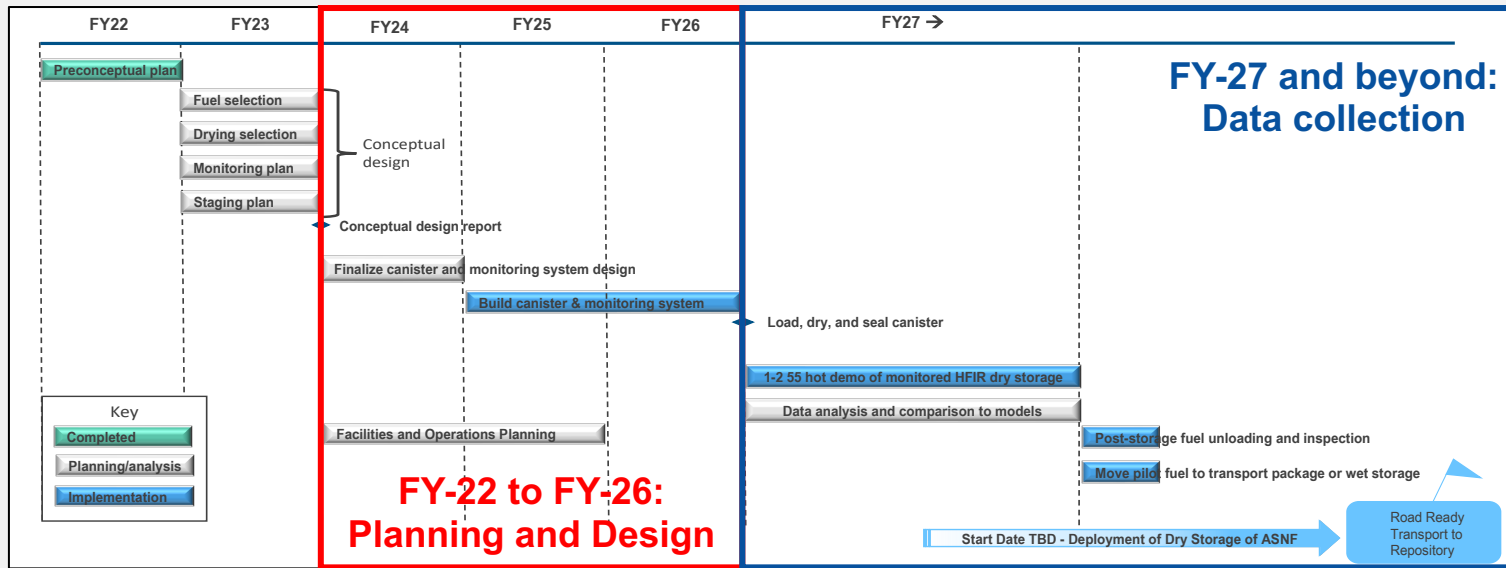 FY22
FY23
FY24
FY25
FY26
FY27 →
Preconceptual plan
FY-27 and beyond:
Data collection
Fuel selection
Drying selection
Monitoring plan
Staging plan
Conceptual
design
Conceptual design report
Finalize canister and monitoring system design
Build canister & monitoring system
Load, dry, and seal canister
1-2 55 hot demo of monitored HFIR dry storage
Data analysis and comparison to models
Facilities and Operations Planning
Post-storage fuel unloading and inspection
Move pilot fuel to transport package or wet storage
Key
Completed
Planning/analysis
Implementation
FY-22 to FY-26:
Planning and Design
Start Date TBD - Deployment of Dry Storage of ASNF
Road Ready
Transport to
Repository